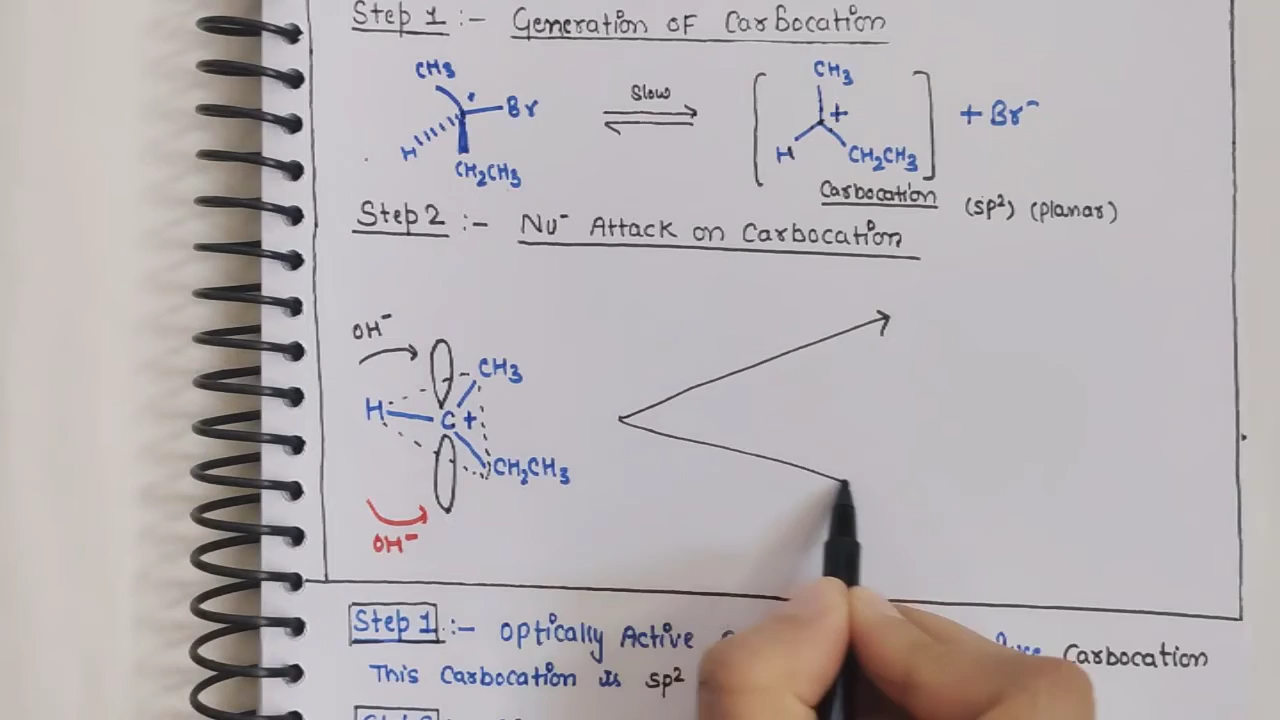 Step 1 :- Generation of Carbocation
CH3
Br
H
CH2CH3
Slow
CH3
+
H
CH2CH3
+ Br-
Carbocation (sp2) (planar)
Step 2 :- Nu- Attack on Carbocation
OH-
CH3
H C +
CH2CH3
OH-
Step 1 :- Optically Active Carbocation
This Carbocation is sp2